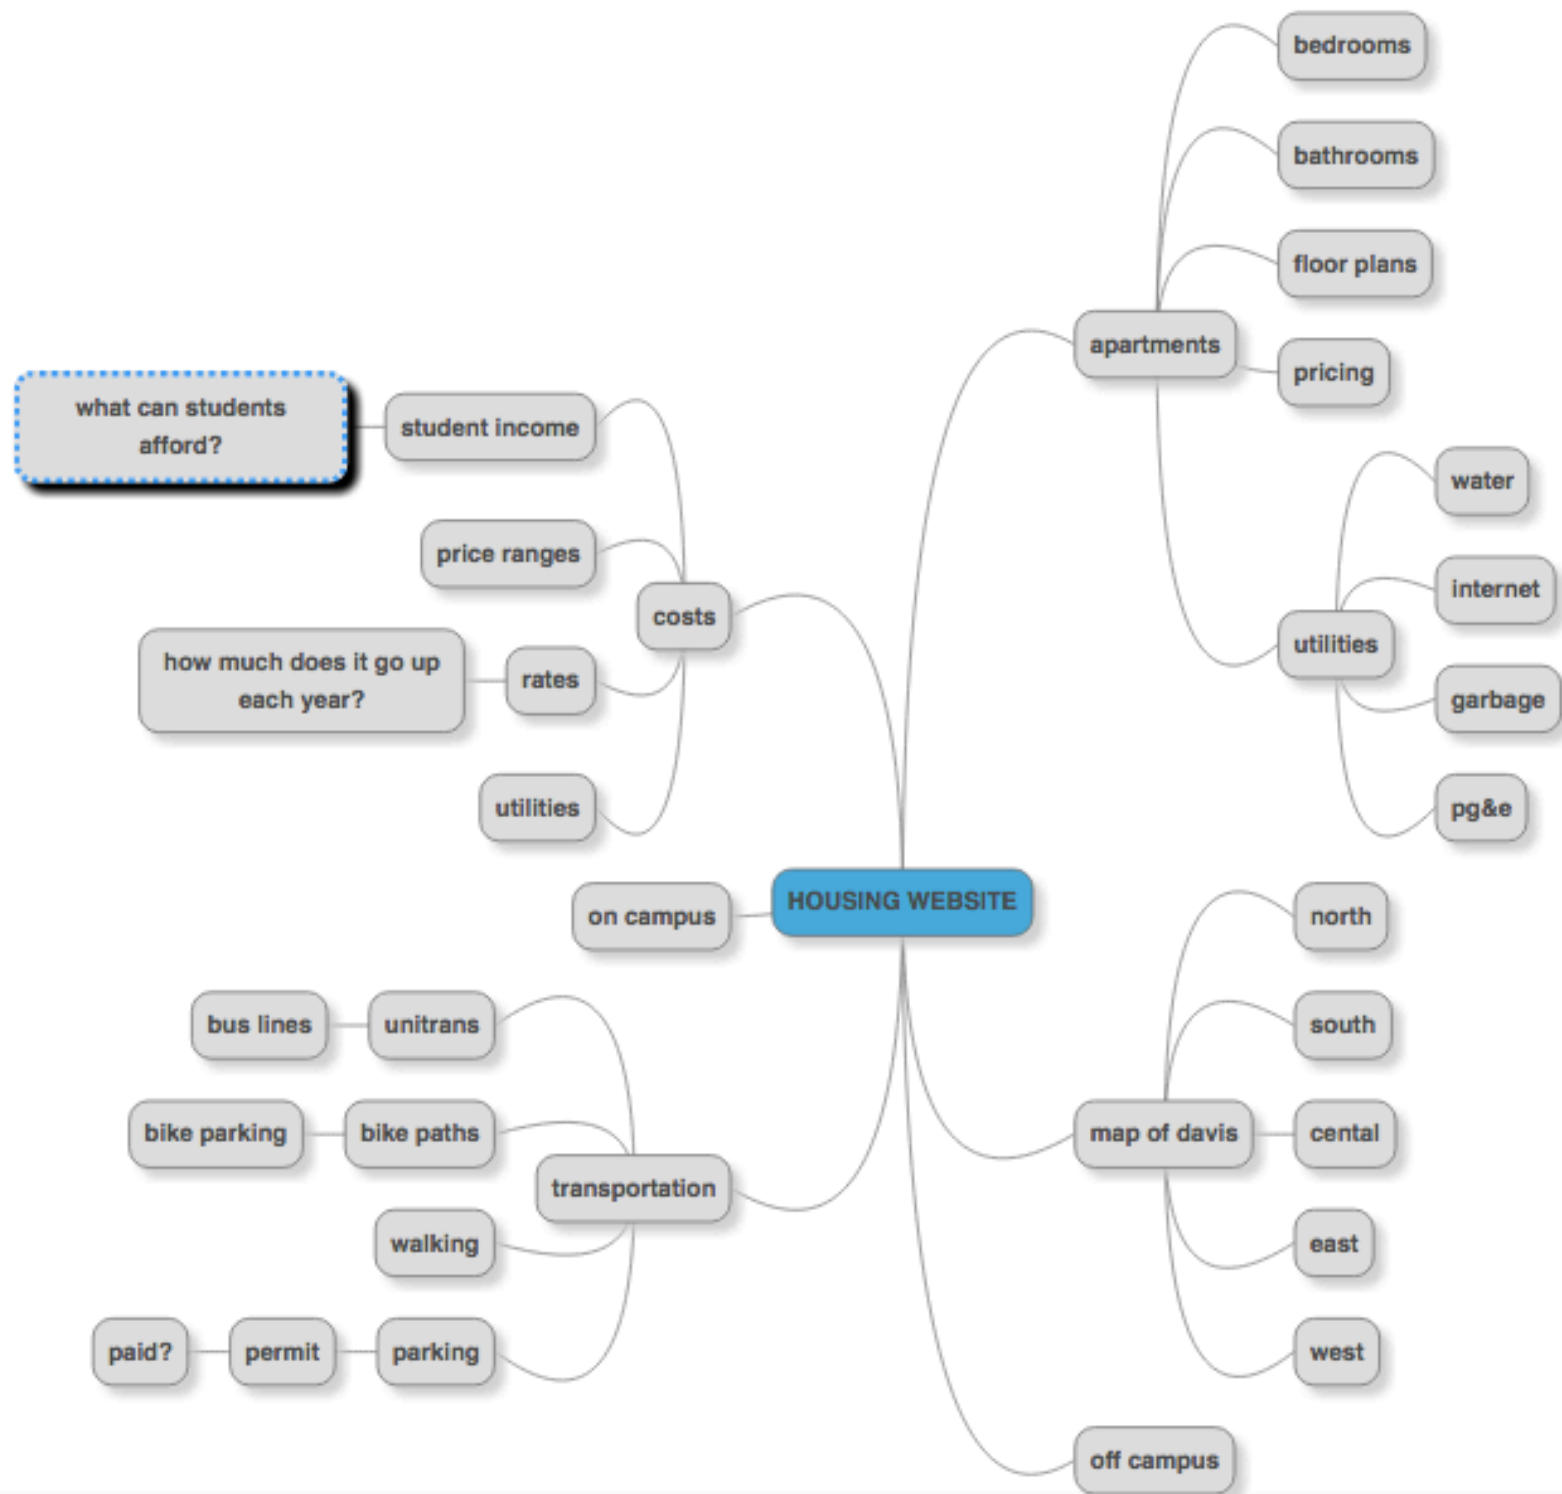 bedrooms
bathrooms
floor plans
apartments
pricing
what can students
afford?
student income
water
price ranges
internet
costs
utilities
how much does it go up
each year?
rates
garbage
utilities
pg&e
HOUSING WEBSITE
on campus
north
bus lines
unitrans
south
bike parking
bike paths
map of davis
cental
transportation
walking
east
paid?
permit
parking
west
off campus